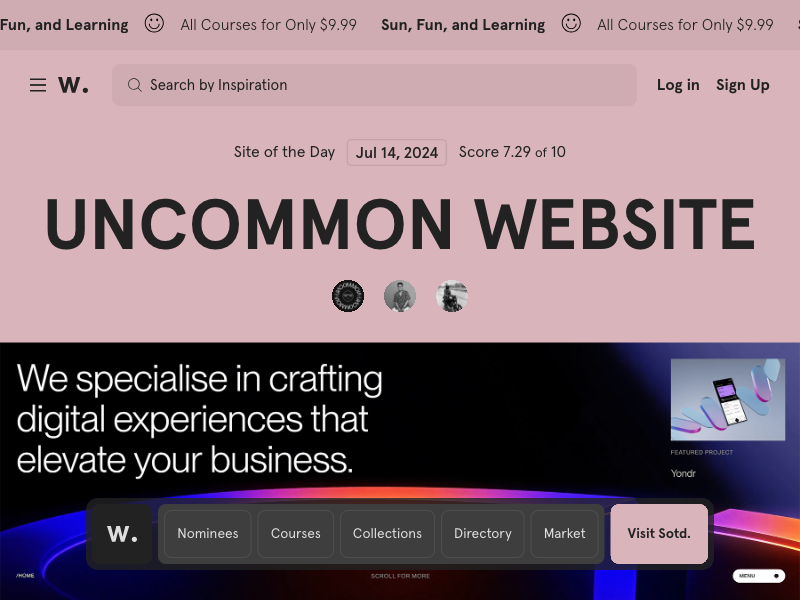 Fun, and Learning All Courses for Only $9.99 Sun, Fun, and Learning All Courses for Only $9.99
W. Search by Inspiration Log in Sign Up
Site of the Day Jul 14, 2024 Score 7.29 of 10
UNCOMMON WEBSITE
We specialise in crafting
digital experiences that
elevate your business.
FEATURED PROJECT
Yondr
W. Nominees Courses Collections Directory Market Visit Sotd.
/HOME SCROLL FOR MORE MENU